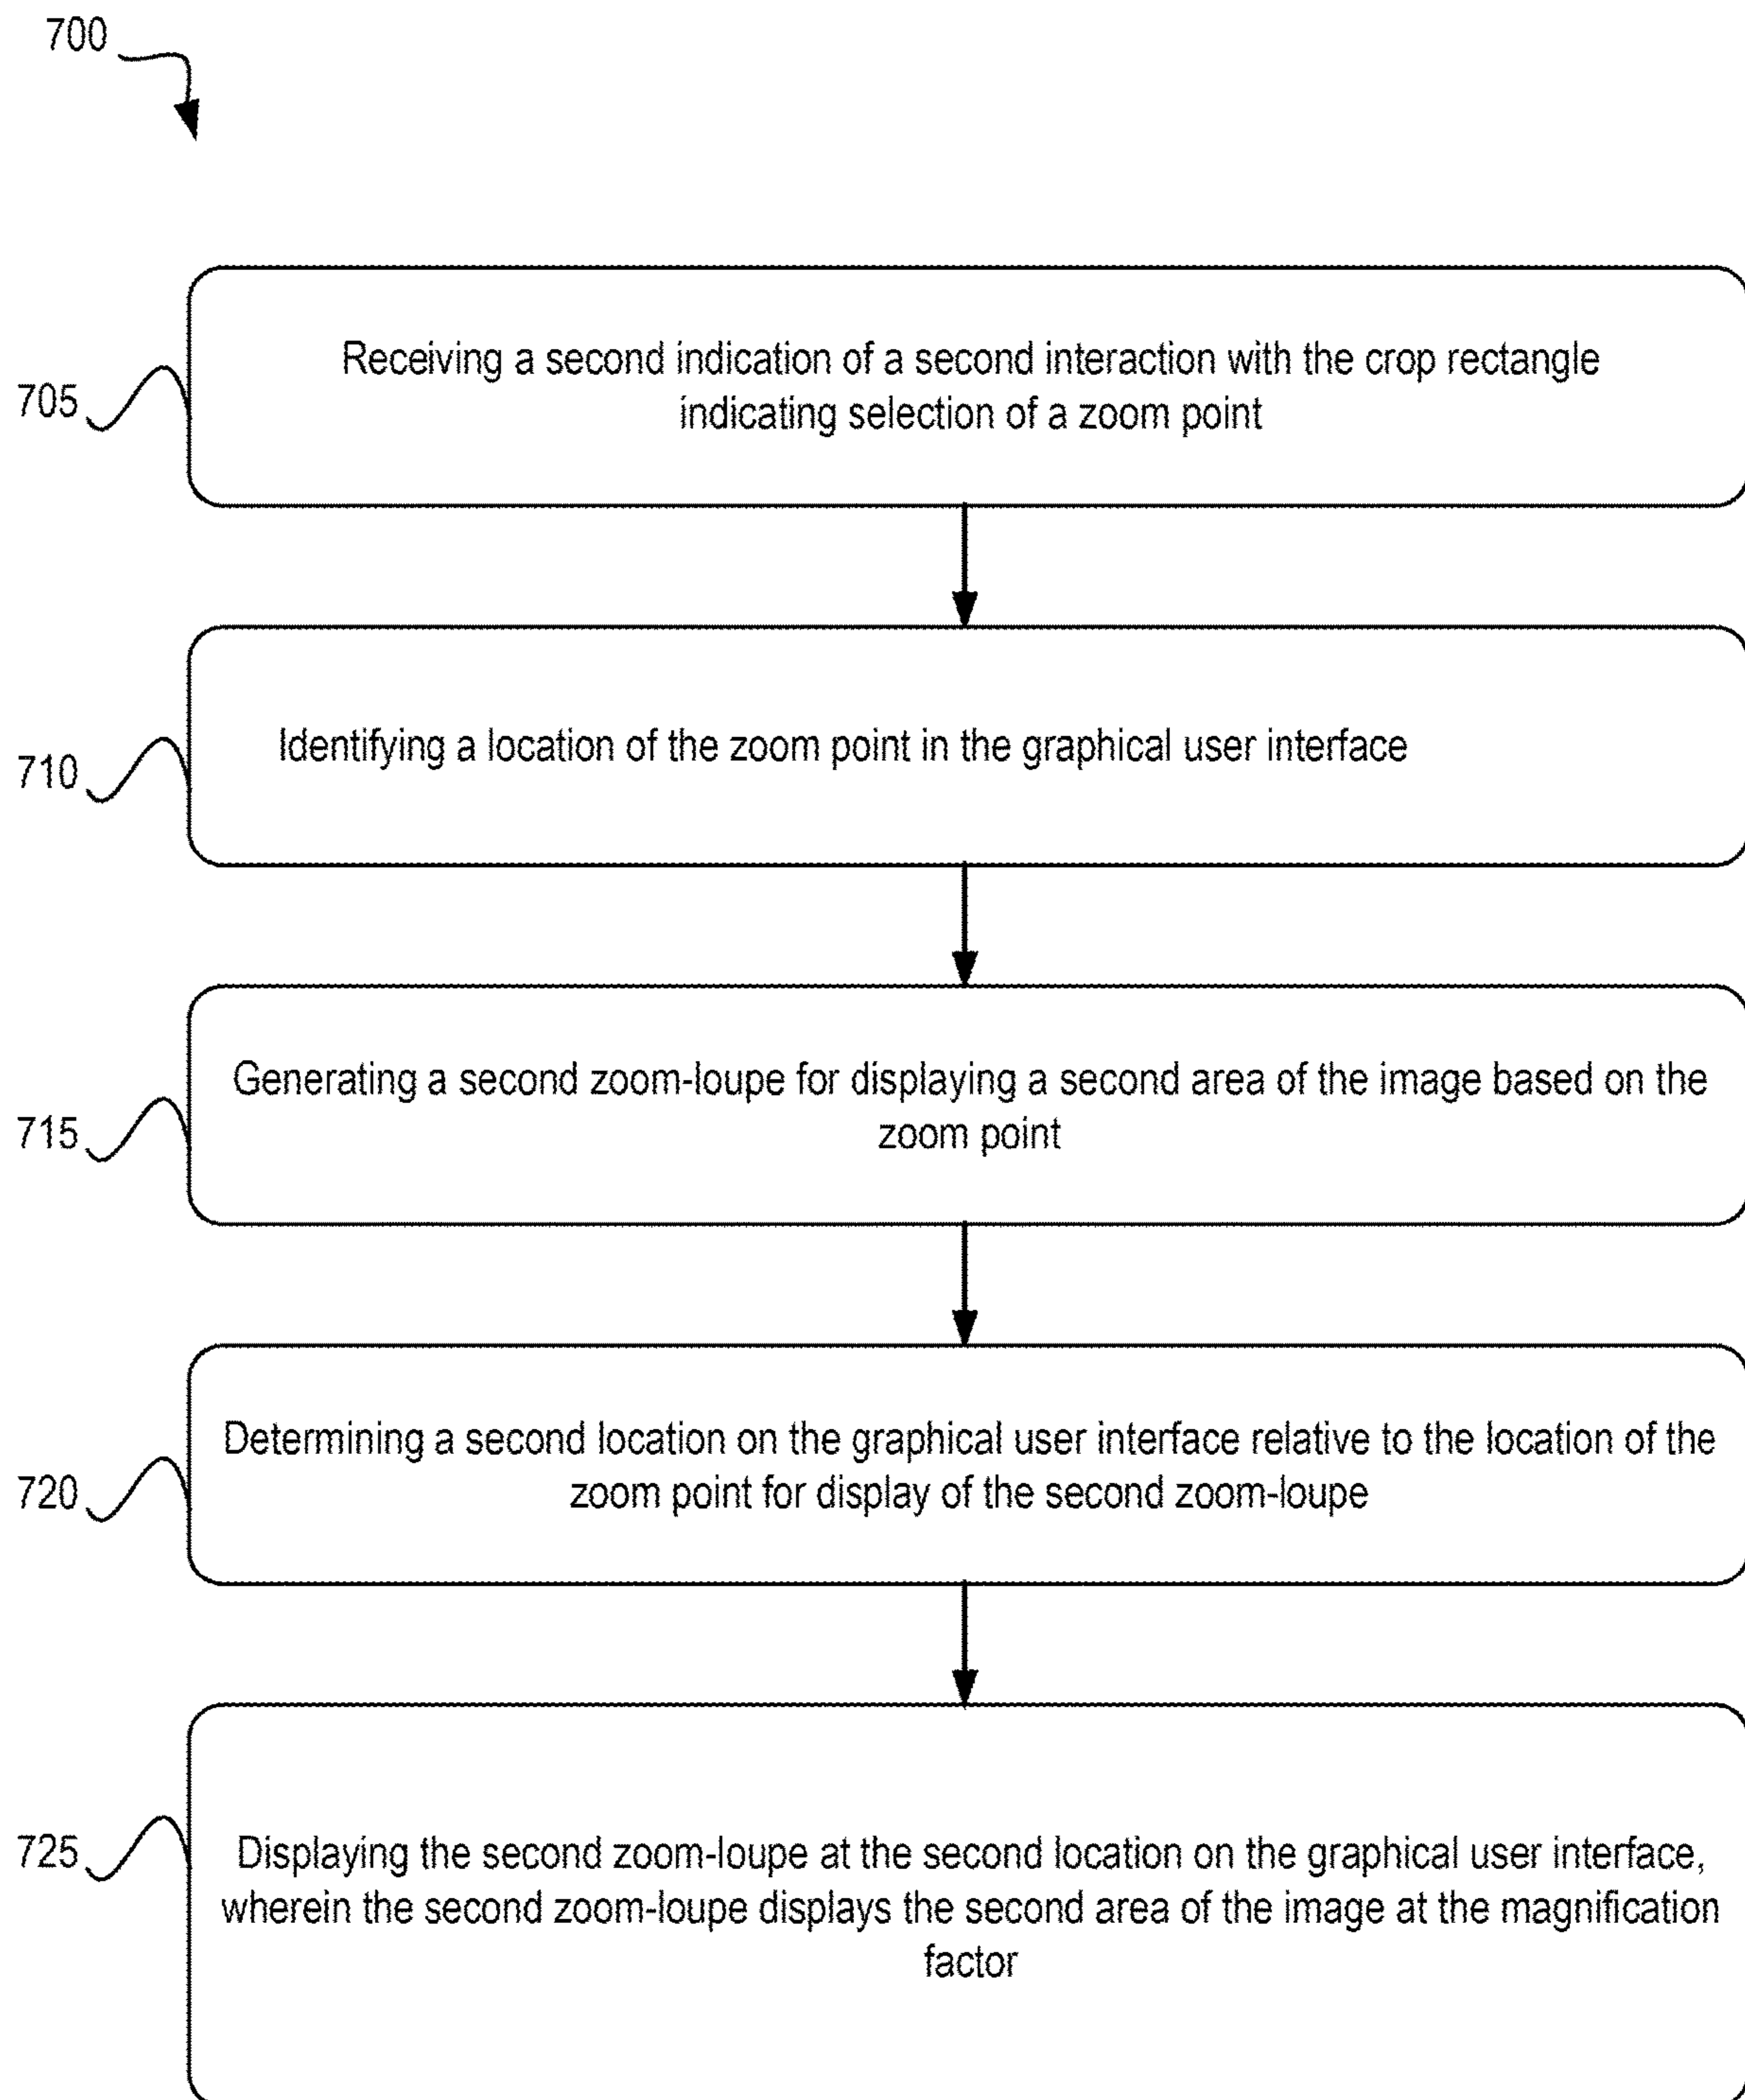 700
705
Receiving a second indication of a second interaction with the crop rectangle
indicating selection of a zoom point
710
Identifying a location of the zoom point in the graphical user interface
715
Generating a second zoom-loupe for displaying a second area of the image based on the
zoom point
720
Determining a second location on the graphical user interface relative to the location of the
zoom point for display of the second zoom-loupe
725
Displaying the second zoom-loupe at the second location on the graphical user interface,
wherein the second zoom-loupe displays the second area of the image at the magnification
factor